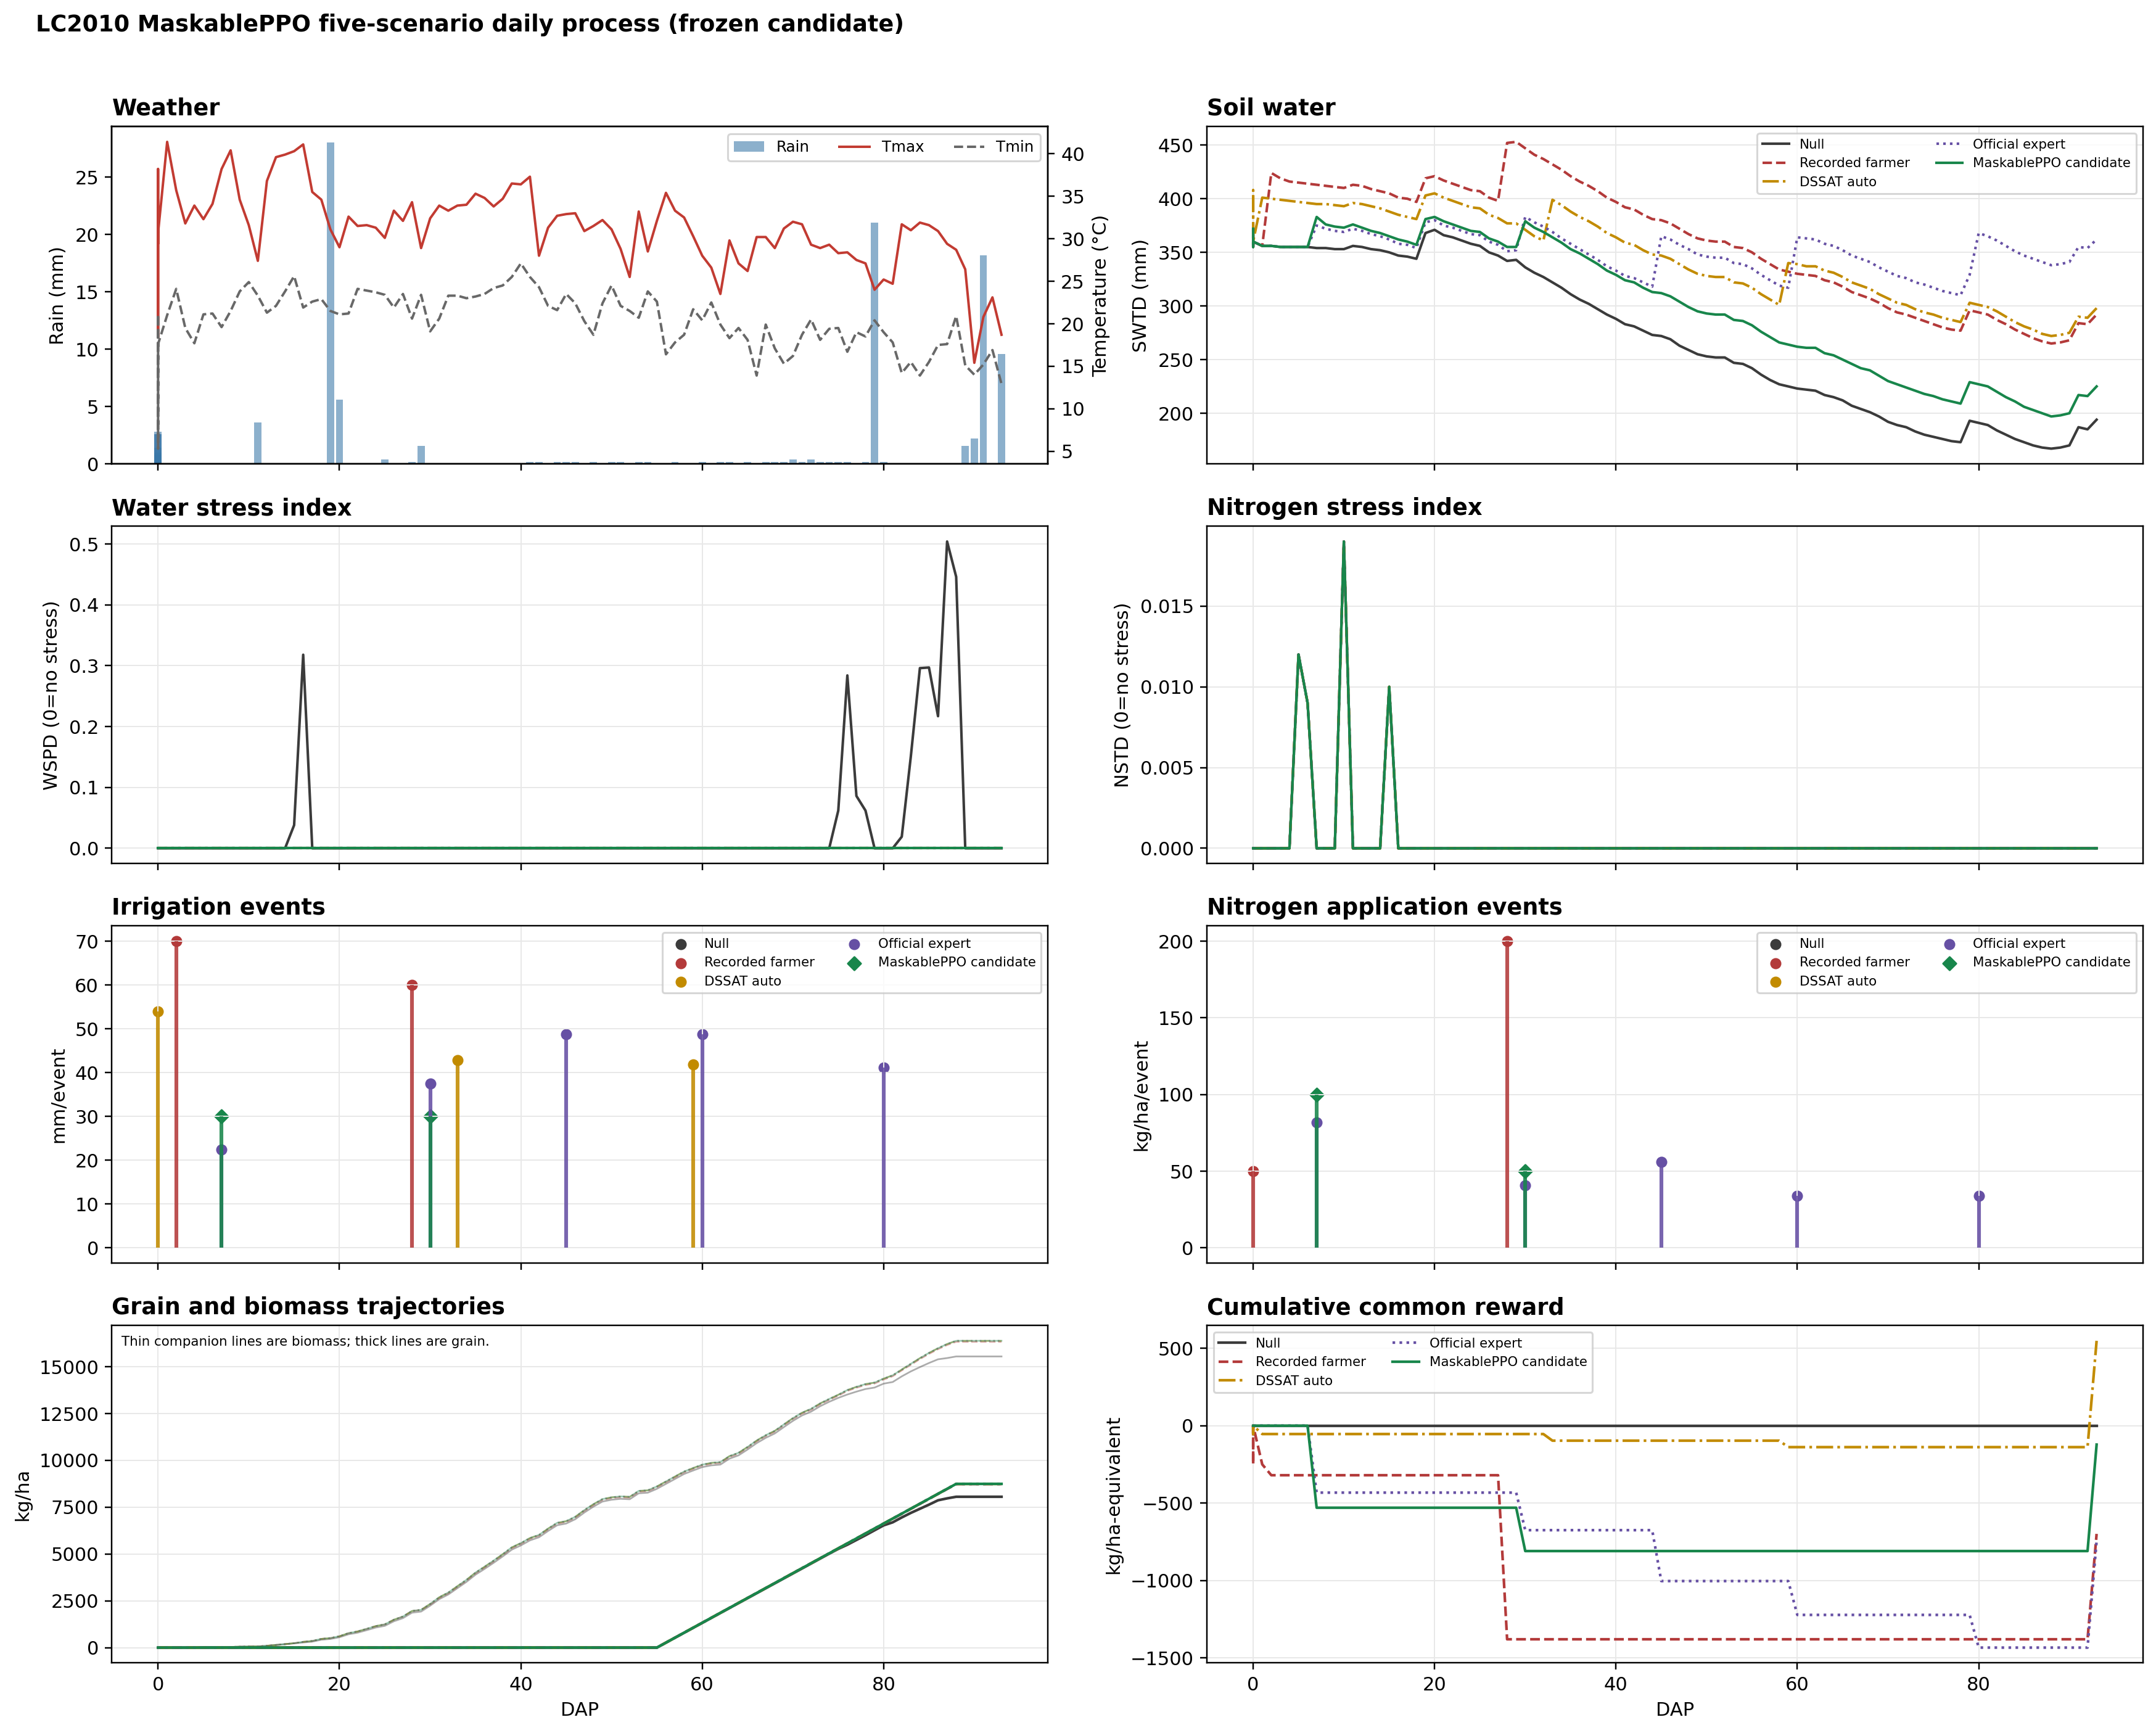 LC2010 MaskablePPO five-scenario daily process (frozen candidate)
Weather
Rain Tmax Tmin
Rain (mm)
0 5 10 15 20 25
Temperature (°C)
5 10 15 20 25 30 35 40
Soil water
Null
Recorded farmer
DSSAT auto
Official expert
MaskablePPO candidate
SWTD (mm)
200 250 300 350 400 450
Water stress index
WSPD (0=no stress)
0.0 0.1 0.2 0.3 0.4 0.5
Nitrogen stress index
NSTD (0=no stress)
0.000 0.005 0.010 0.015
Irrigation events
Null
Recorded farmer
DSSAT auto
Official expert
MaskablePPO candidate
mm/event
0 10 20 30 40 50 60 70
Nitrogen application events
Null
Recorded farmer
DSSAT auto
Official expert
MaskablePPO candidate
kg/ha/event
0 50 100 150 200
Grain and biomass trajectories
Thin companion lines are biomass; thick lines are grain.
kg/ha
0 2500 5000 7500 10000 12500 15000
0 20 40 60 80
DAP
Cumulative common reward
Null
Recorded farmer
DSSAT auto
Official expert
MaskablePPO candidate
kg/ha-equivalent
−1500 −1000 −500 0 500
0 20 40 60 80
DAP